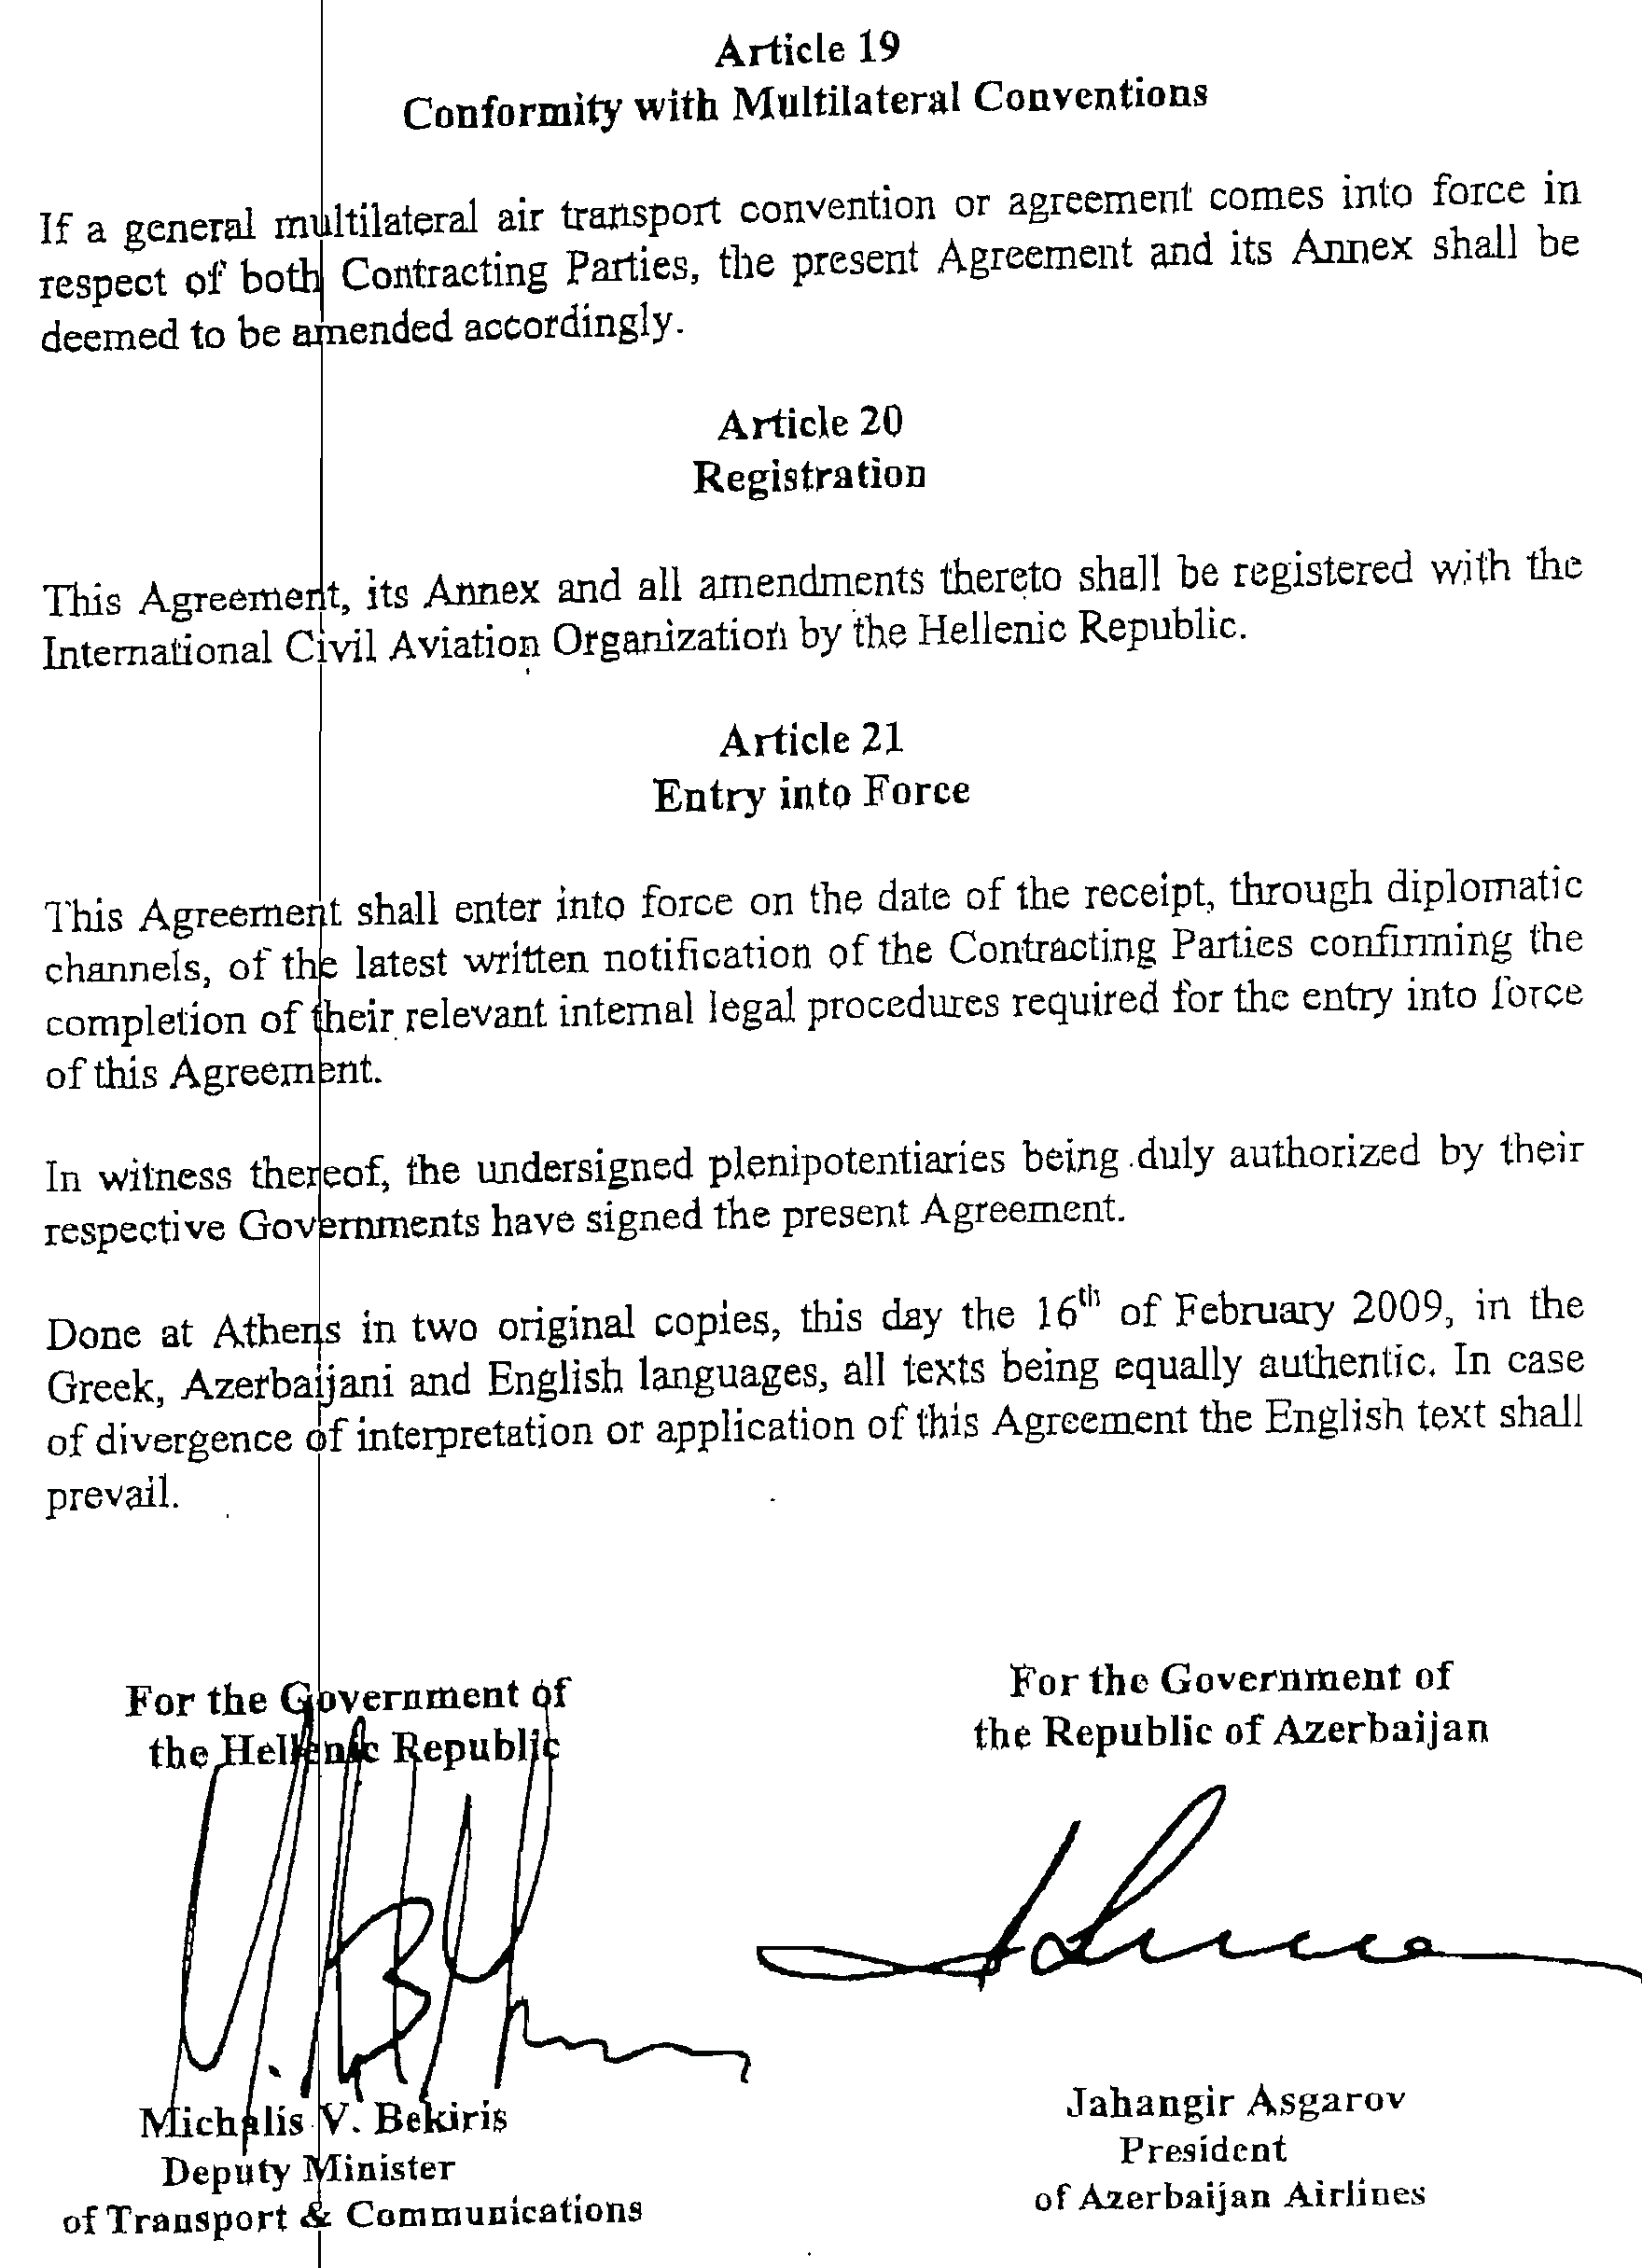 Article 19
Conformity with Multilateral Conventions
If a general multilateral air transport convention or agreement comes into force in
respect of both Contracting Parties, the present Agreement and its Annex shall be
deemed to be amended accordingly.
Article 20
Registration
This Agreement, its Annex and all amendments thereto shall be registered with the
International Civil Aviation Organization by the Hellenic Republic.
Article 21
Entry into Force
This Agreement shall enter into force on the date of the receipt, through diplomatic
channels, of the latest written notification of the Contracting Parties confirming the
completion of their relevant internal legal procedures required for the entry into force
of this Agreement.
In witness thereof, the undersigned plenipotentiaries being duly authorized by their
respective Governments have signed the present Agreement.
Done at Athens in two original copies, this day the 16th of February 2009, in the
Greek, Azerbaijani and English languages, all texts being equally authentic. In case
of divergence of interpretation or application of this Agreement the English text shall
prevail.
For the Government of
the Hellenic Republic
Michalis V. Bekiris
Deputy Minister
of Transport & Communications
For the Government of
the Republic of Azerbaijan
Jahangir Asgarov
President
of Azerbaijan Airlines